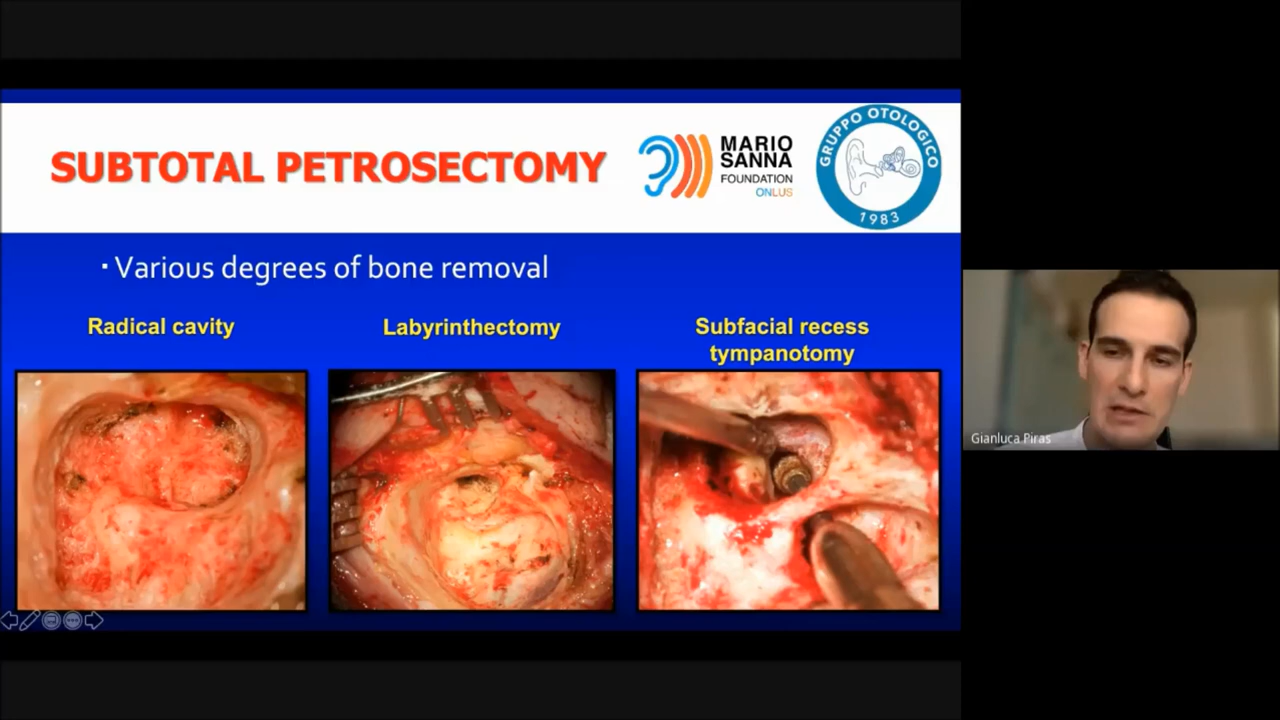 SUBTOTAL PETROSECTOMY
MARIO
SANNA
FOUNDATION
ONLUS
GRUPPO OTOLOGICO
1983
▪ Various degrees of bone removal
Radical cavity
Labyrinthectomy
Subfacial recess
tympanotomy
Gianluca Piras